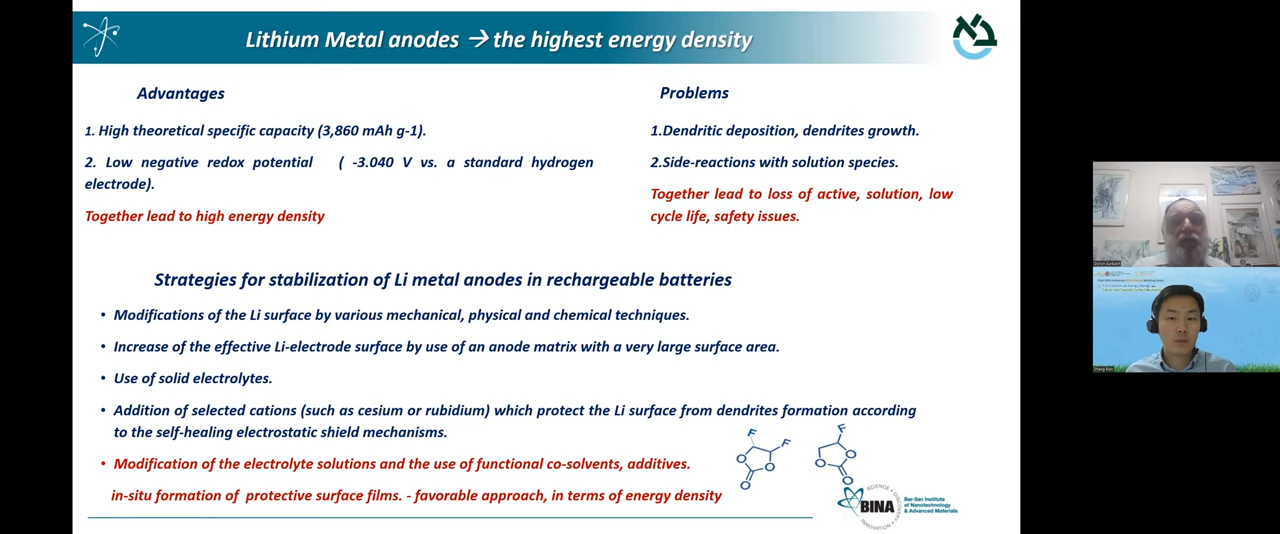 Lithium Metal anodes → the highest energy density
בא
Advantages
1. High theoretical specific capacity (3,860 mAh g-1).
2. Low negative redox potential ( -3.040 V vs. a standard hydrogen
electrode).
Together lead to high energy density
Problems
1.Dendritic deposition, dendrites growth.
2.Side-reactions with solution species.
Together lead to loss of active, solution, low
cycle life, safety issues.
Strategies for stabilization of Li metal anodes in rechargeable batteries
• Modifications of the Li surface by various mechanical, physical and chemical techniques.
• Increase of the effective Li-electrode surface by use of an anode matrix with a very large surface area.
• Use of solid electrolytes.
• Addition of selected cations (such as cesium or rubidium) which protect the Li surface from dendrites formation according
to the self-healing electrostatic shield mechanisms.
• Modification of the electrolyte solutions and the use of functional co-solvents, additives.
in-situ formation of protective surface films. - favorable approach, in terms of energy density
F
F
O
O
O
F
O
O
O
SCIENCE
DISCOVERY
INNOVATION
BINA
Bar-Ilan Institute
of Nanotechnology
& Advanced Materials
Doron Aurbach
Zhang Xiao